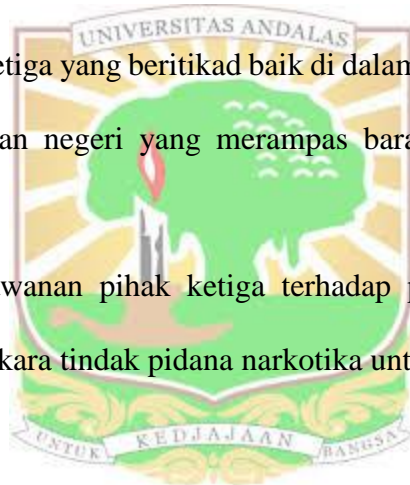 UNIVERSITAS ANDALAS
etiga yang beritikad baik di dalam
an negeri yang merampas bara
awanan pihak ketiga terhadap p
kara tindak pidana narkotika unt
UNTUK KEDJAJAAN BANGSA